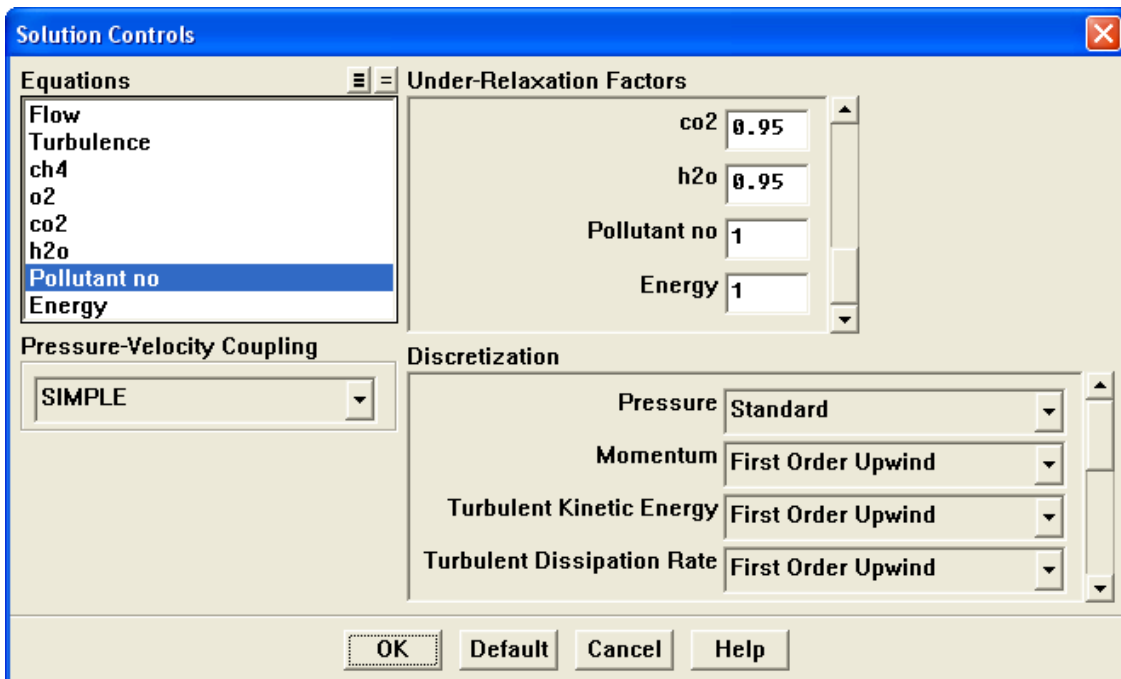 Solution Controls
Equations
Flow
Turbulence
ch4
o2
co2
h2o
Pollutant no
Energy
Under-Relaxation Factors
co2 0.95
h2o 0.95
Pollutant no 1
Energy 1
Pressure-Velocity Coupling
SIMPLE
Discretization
Pressure Standard
Momentum First Order Upwind
Turbulent Kinetic Energy First Order Upwind
Turbulent Dissipation Rate First Order Upwind
OK Default Cancel Help